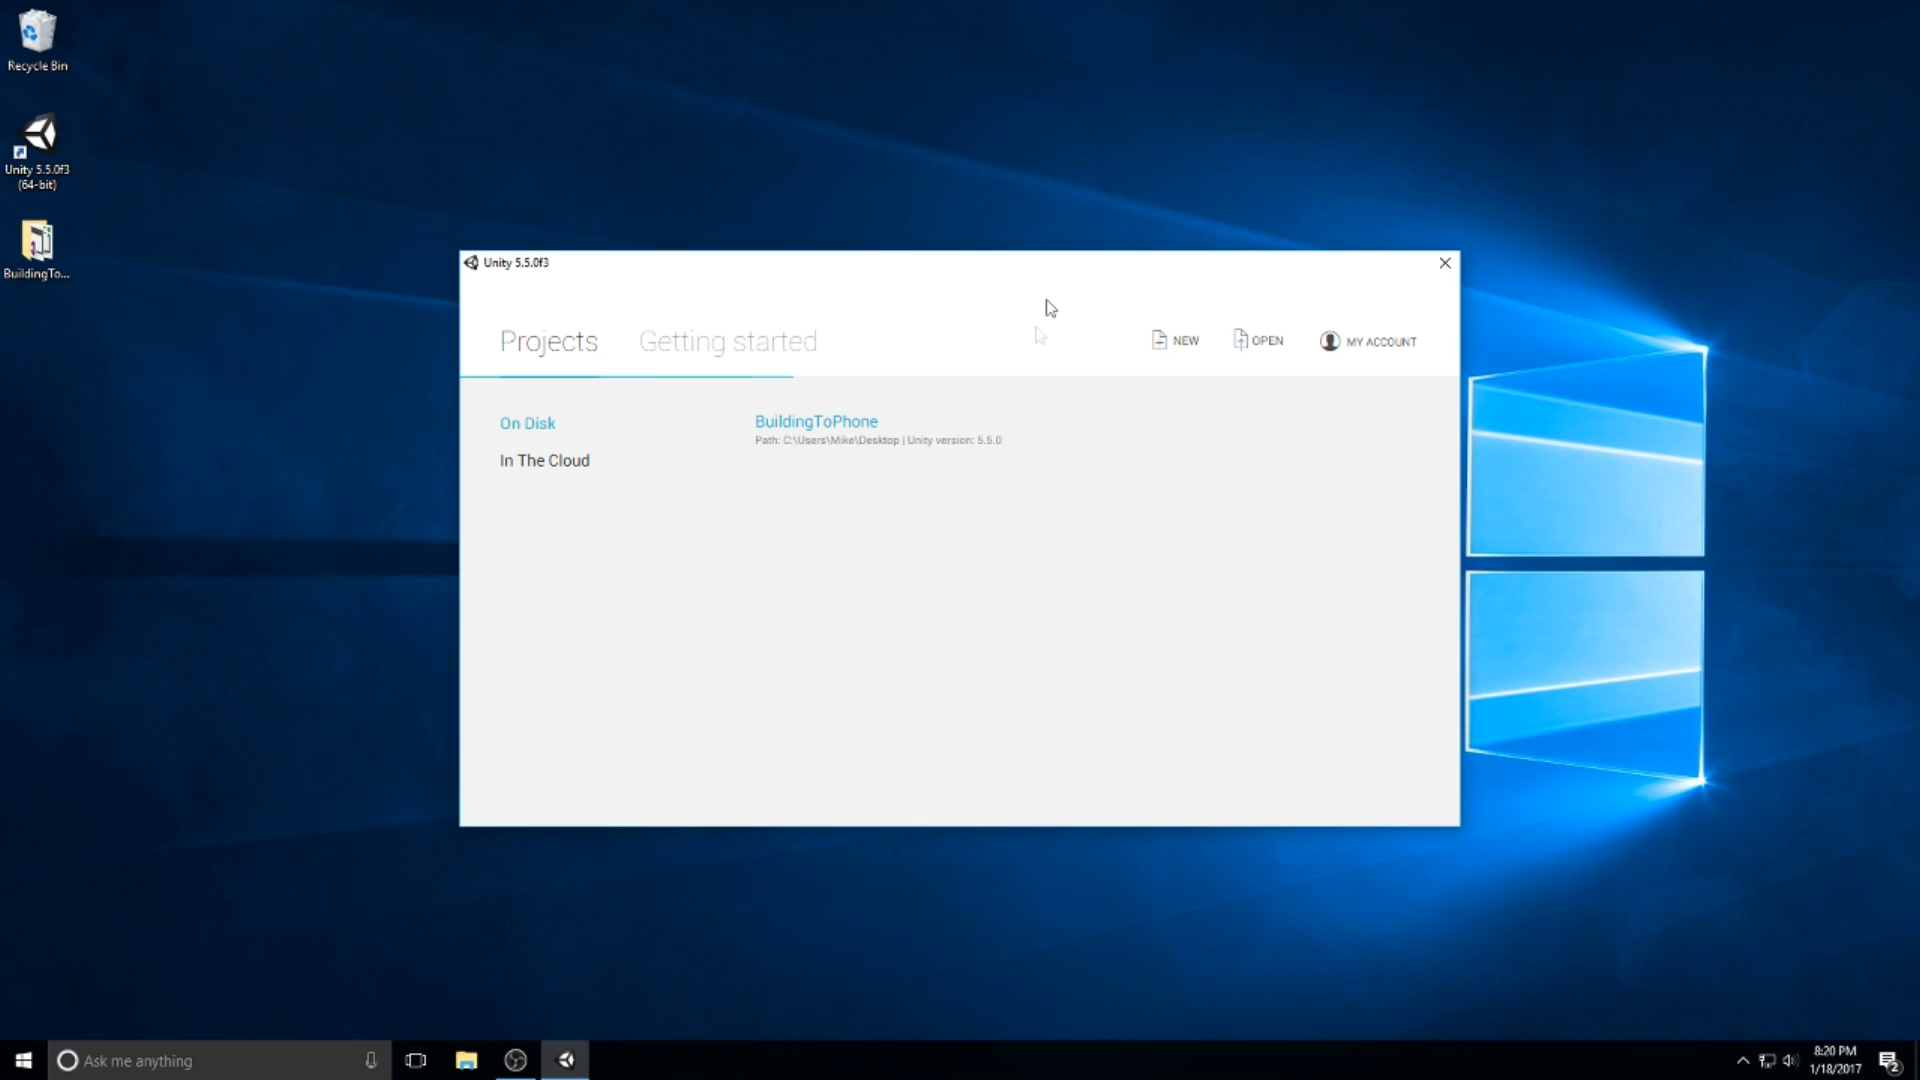 Recycle Bin
Unity 5.5.0f3
(64-bit)
BuildingTo...
Unity 5.5.0f3
Projects
Getting started
NEW
OPEN
MY ACCOUNT
On Disk
In The Cloud
BuildingToPhone
Path: C:\Users\Mike\Desktop | Unity version: 5.5.0
Ask me anything
8:20 PM
1/18/2017
2